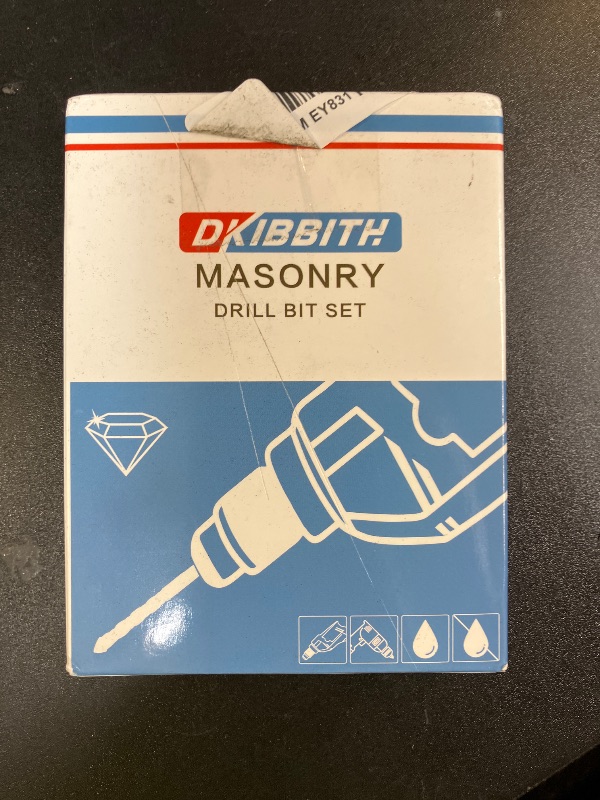 EY831
DKIBBITH
MASONRY
DRILL BIT SET